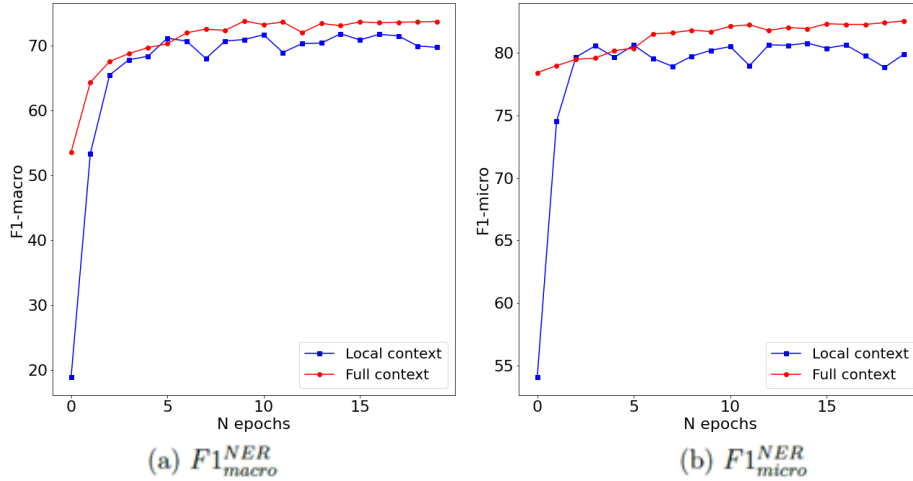 70
60
50
40
30
20
F1-macro
Local context
Full context
0 5 10 15
N epochs
(a) F1^{NER}_{macro}
80
75
70
65
60
55
F1-micro
Local context
Full context
0 5 10 15
N epochs
(b) F1^{NER}_{micro}